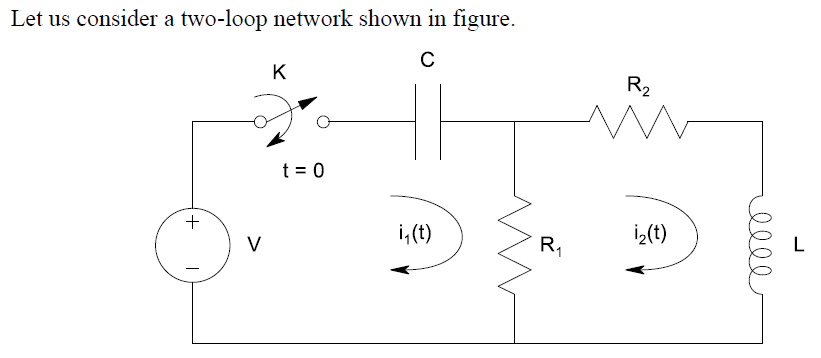 Let us consider a two-loop network shown in figure.
C
K
R₂
t = 0
+
V
i₁(t)
R₁
i₂(t)
L